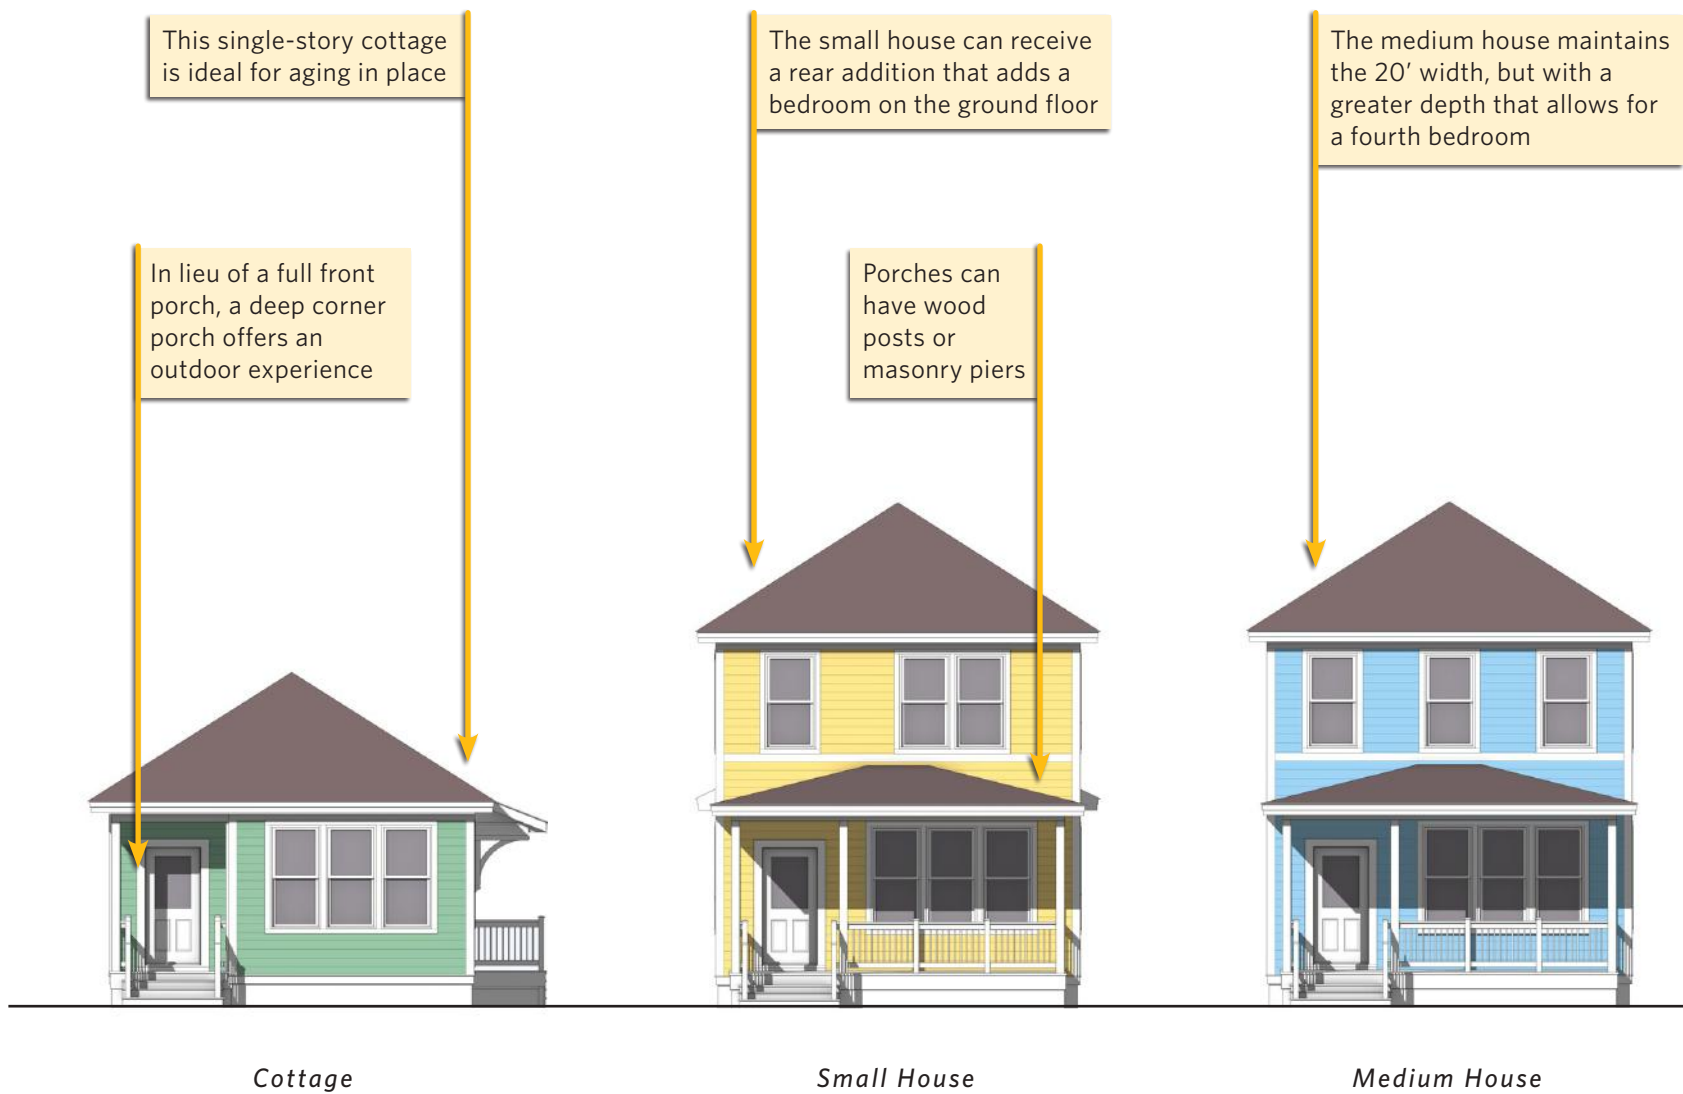 This single-story cottage
is ideal for aging in place
The small house can receive
a rear addition that adds a
bedroom on the ground floor
The medium house maintains
the 20’ width, but with a
greater depth that allows for
a fourth bedroom
In lieu of a full front
porch, a deep corner
porch offers an
outdoor experience
Porches can
have wood
posts or
masonry piers
Cottage
Small House
Medium House